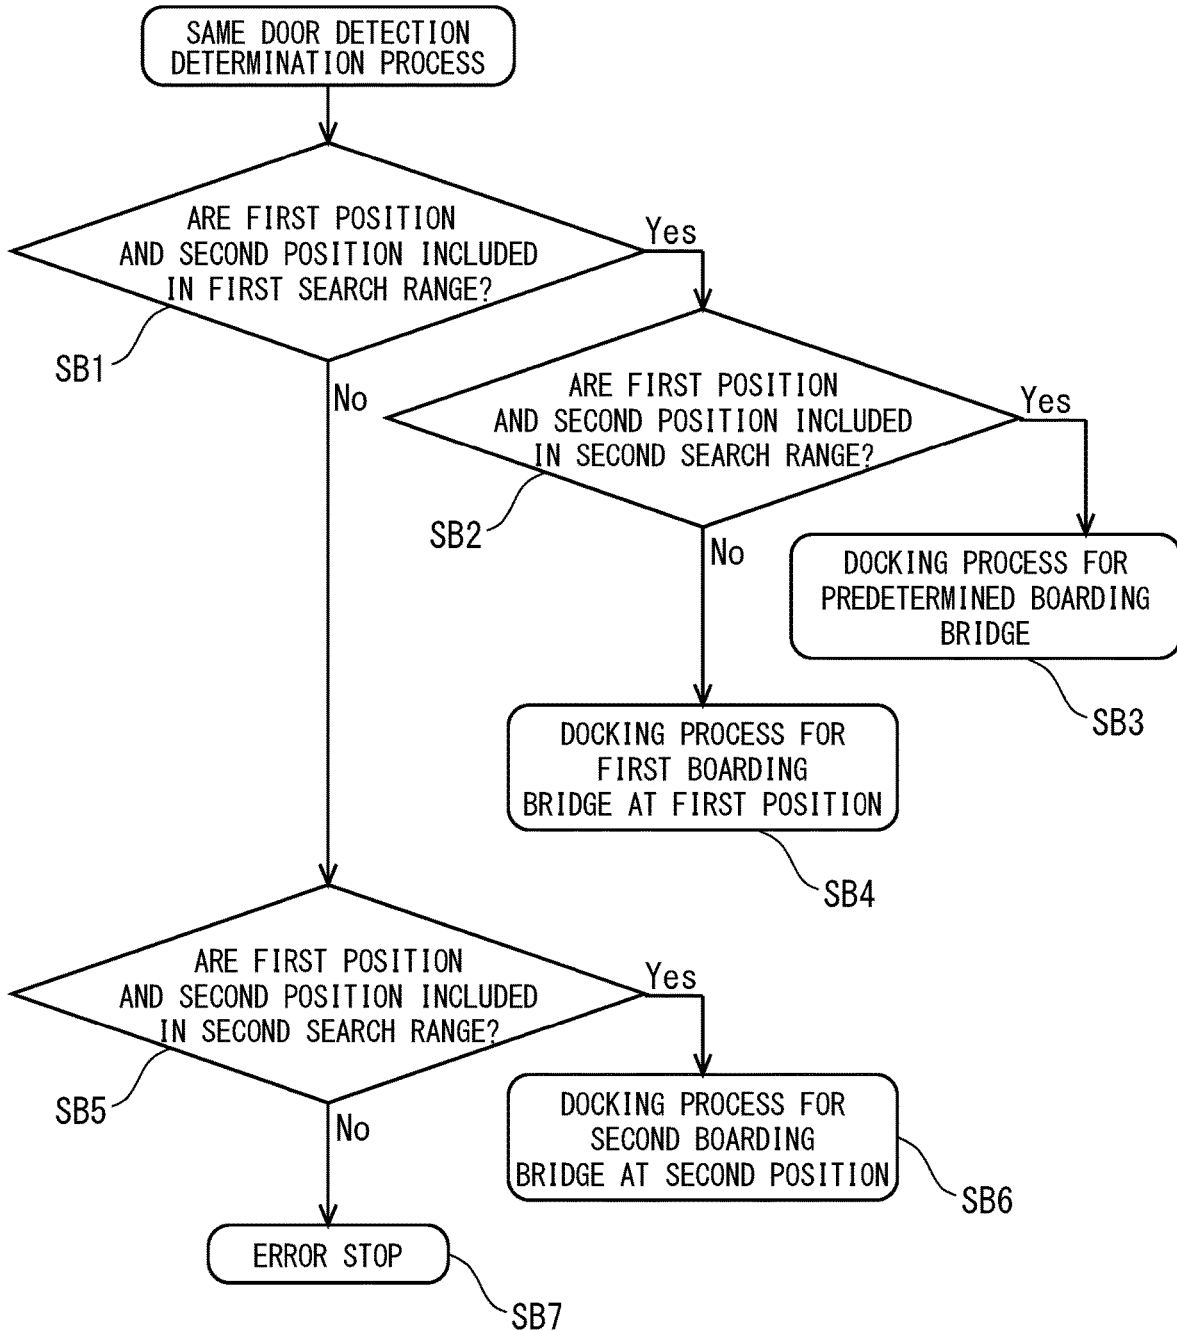 SAME DOOR DETECTION
DETERMINATION PROCESS
ARE FIRST POSITION
AND SECOND POSITION INCLUDED
IN FIRST SEARCH RANGE?
Yes
SB1
No
ARE FIRST POSITION
AND SECOND POSITION INCLUDED
IN SECOND SEARCH RANGE?
Yes
SB2
No
DOCKING PROCESS FOR
PREDETERMINED BOARDING
BRIDGE
SB3
DOCKING PROCESS FOR
FIRST BOARDING
BRIDGE AT FIRST POSITION
SB4
ARE FIRST POSITION
AND SECOND POSITION INCLUDED
IN SECOND SEARCH RANGE?
Yes
SB5
No
DOCKING PROCESS FOR
SECOND BOARDING
BRIDGE AT SECOND POSITION
SB6
ERROR STOP
SB7